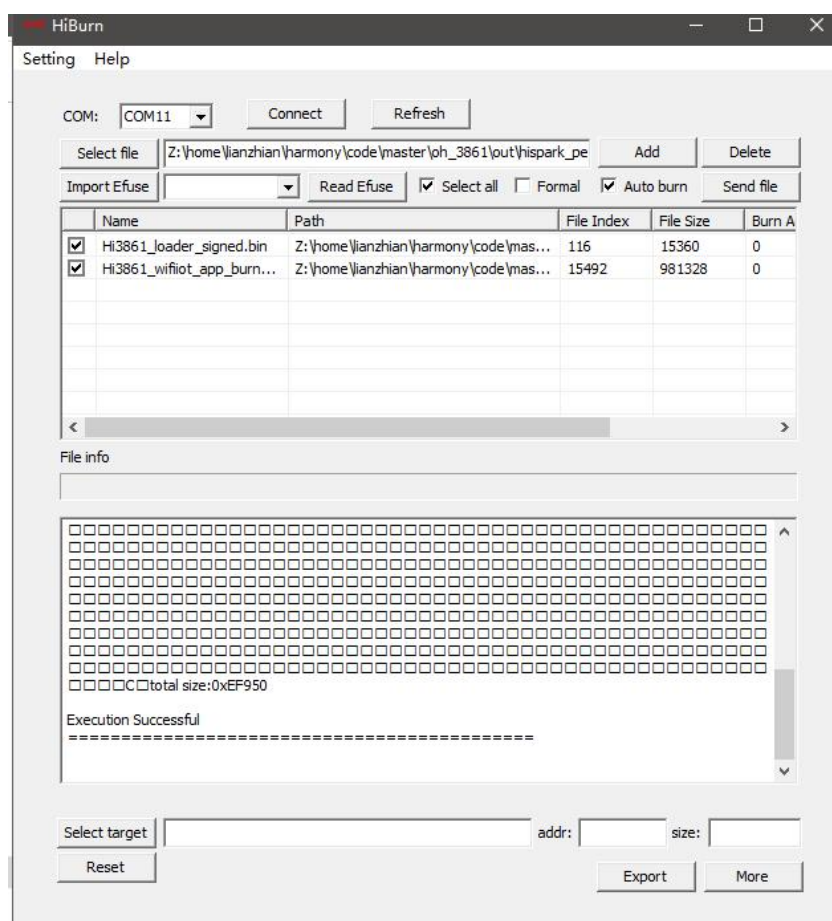 HiBurn
Setting Help
COM: COM11 Connect Refresh
Select file Z:\home\lianzhian\harmony\code\master\oh_3861\out\hispark_pe Add Delete
Import Efuse Read Efuse Select all Formal Auto burn Send file
Name Path File Index File Size Burn A
Hi3861_loader_signed.bin Z:\home\lianzhian\harmony\code\mas... 116 15360 0
Hi3861_wifiiot_app_burn... Z:\home\lianzhian\harmony\code\mas... 15492 981328 0
File info
□□□□C□total size:0xEF950
Execution Successful
============================================
Select target addr: size:
Reset Export More